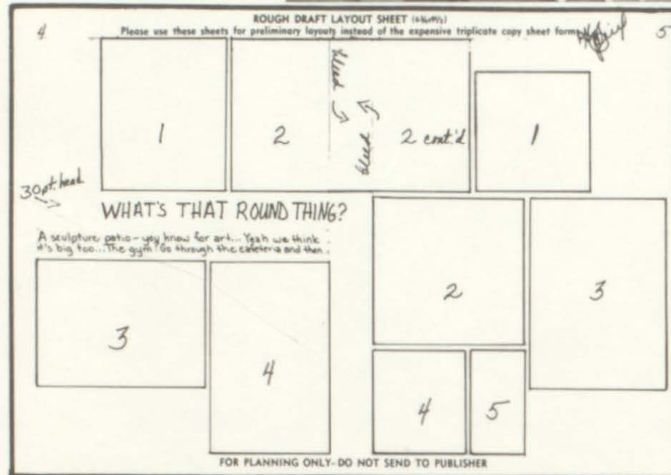 ROUGH DRAFT LAYOUT SHEET
4
Please use these sheets for preliminary layouts instead of the expensive triplicate copy sheet forms
5
1
2
bleed
bleed
2 cont'd
1
30 pt. head
WHAT'S THAT ROUND THING?
A sculpture patio - you know for art... Yeah we think
it's big too... The gym? Go through the cafeteria and then
2
3
3
4
4
5
FOR PLANNING ONLY - DO NOT SEND TO PUBLISHER